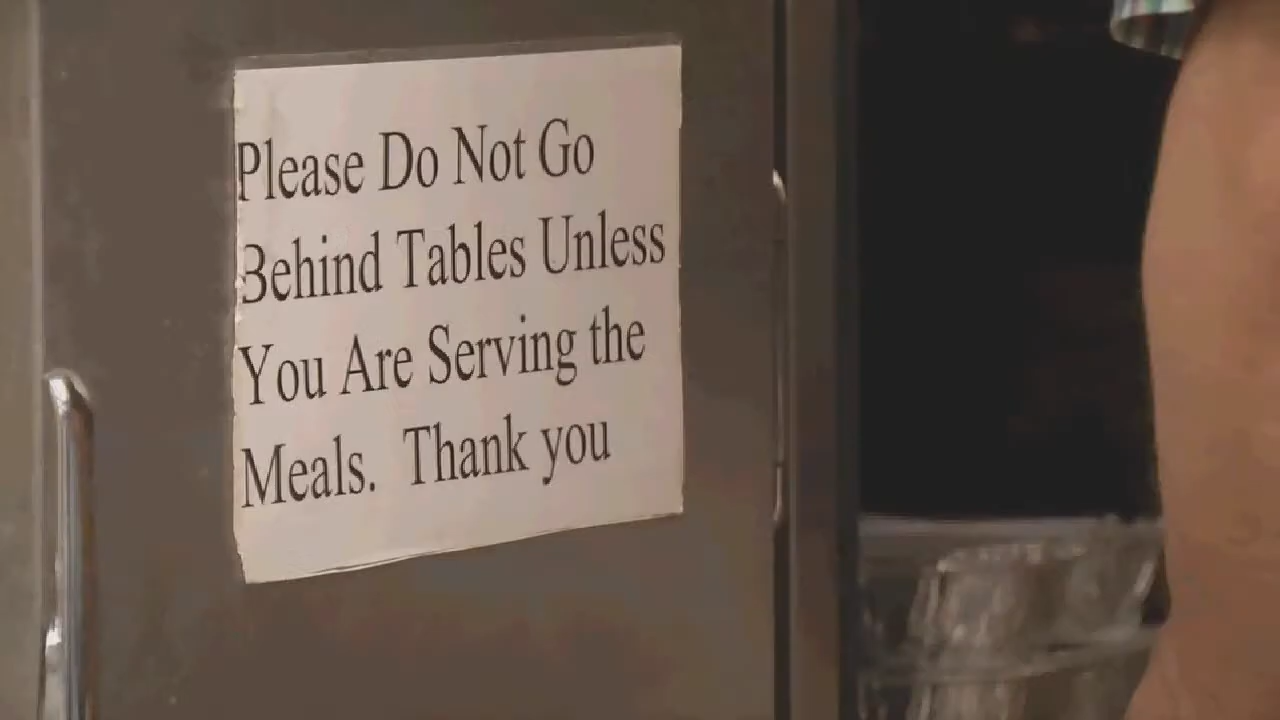 Please Do Not Go
Behind Tables Unless
You Are Serving the
Meals.  Thank you